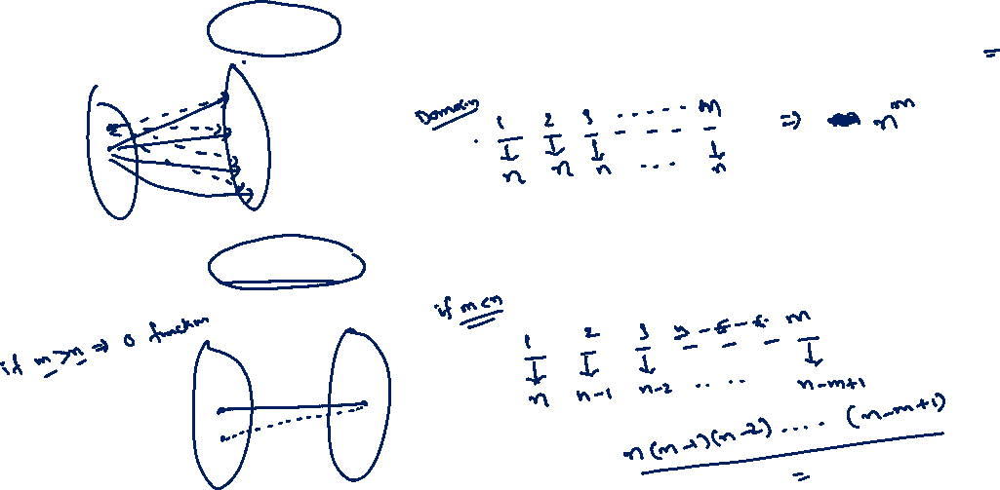 Domain 1 2 3 ...... m
n n n ... n ⇒ n^m
=
if m<n
if m>n ⇒ 0 function
1 2 3 m
n n-1 n-2 .. .. n-m+1
n(n-1)(n-2) .... (n-m+1)
=